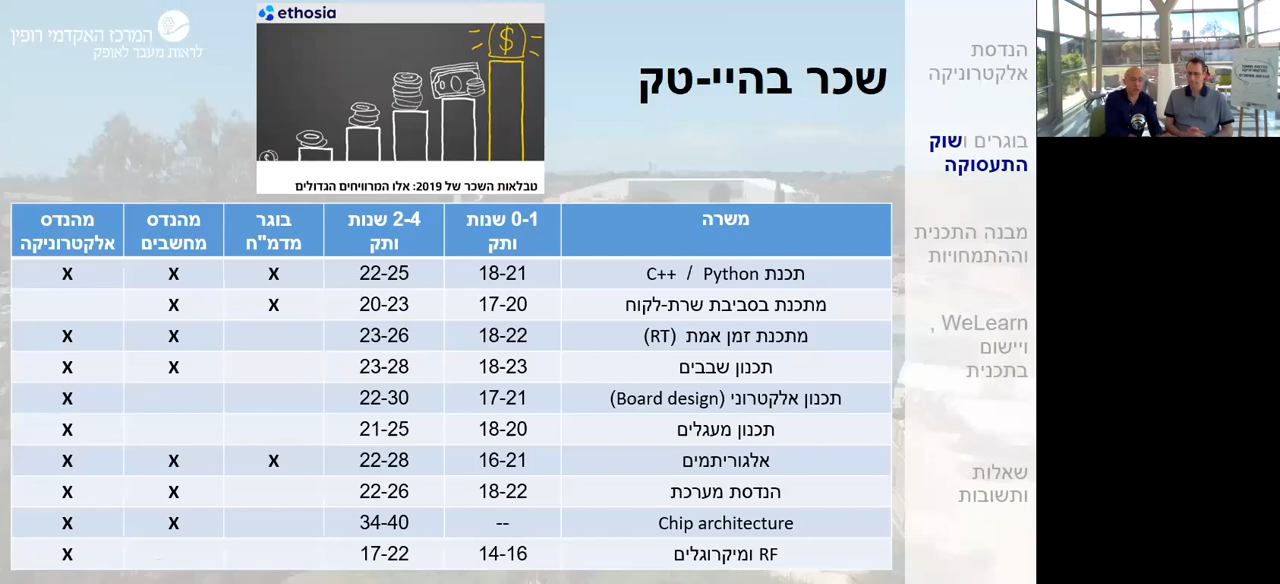 המרכז האקדמי רופין
לראות מעבר לאופק
ethosia
טבלאות השכר של 2019: אלו המרוויחים הגדולים
שכר בהיי-טק
משרה | 0-1 שנות ותק | 2-4 שנות ותק | בוגר מדמ"ח | מהנדס מחשבים | מהנדס אלקטרוניקה
תכנת C++ / Python | 18-21 | 22-25 | X | X | X
מתכנת בסביבת שרת-לקוח | 17-20 | 20-23 | X | X
מתכנת זמן אמת (RT) | 18-22 | 23-26 | X | X
תכנון שבבים | 18-23 | 23-28 | X | X
תכנון אלקטרוני (Board design) | 17-21 | 22-30 | X
תכנון מעגלים | 18-20 | 21-25 | X
אלגוריתמים | 16-21 | 22-28 | X | X | X
הנדסת מערכת | 18-22 | 22-26 | X | X
Chip architecture | -- | 34-40 | X | X
RF ומיקרוגלים | 14-16 | 17-22 | X
הנדסת
אלקטרוניקה
בוגרים ושוק
התעסוקה
מבנה התכנית
וההתמחויות
WeLearn ,
ויישום
בתכנית
שאלות
ותשובות